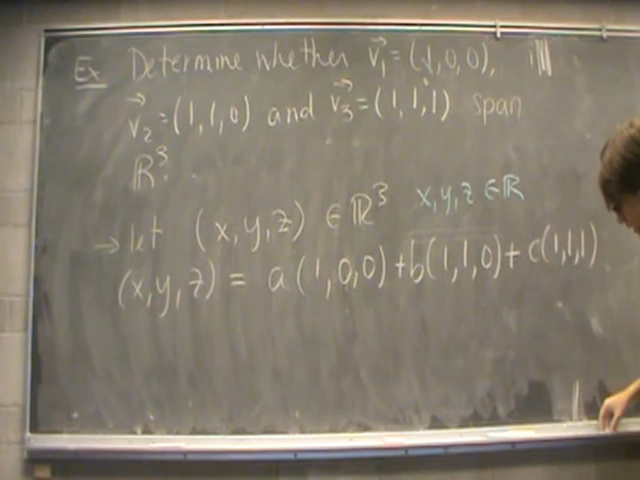 Ex Determine whether v⃗₁ = (1,0,0),
v⃗₂ = (1,1,0) and v⃗₃ = (1,1,1) span
ℝ³.
→ let (x,y,z) ∈ ℝ³ x,y,z ∈ ℝ
(x,y,z) = a(1,0,0) + b(1,1,0) + c(1,1,1)